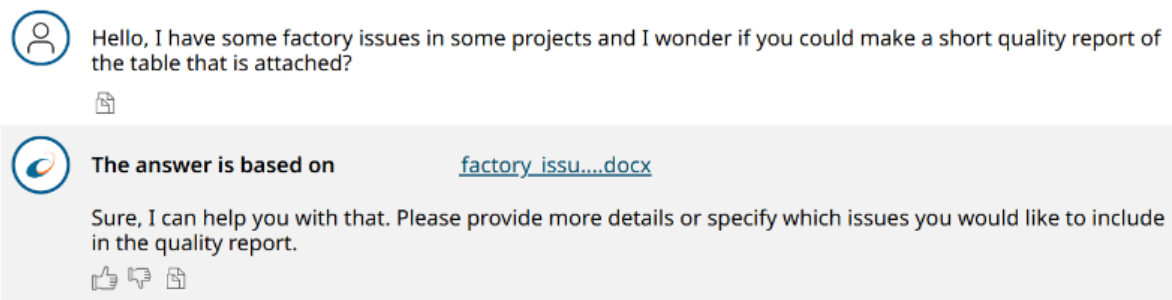 Hello, I have some factory issues in some projects and I wonder if you could make a short quality report of
the table that is attached?
The answer is based on factory_issu....docx
Sure, I can help you with that. Please provide more details or specify which issues you would like to include
in the quality report.